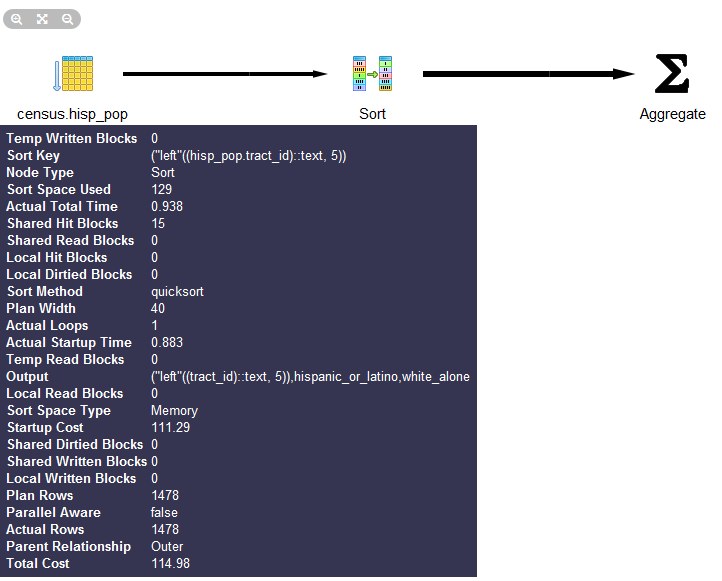 census.hisp_pop Sort Aggregate
Temp Written Blocks 0
Sort Key ("left"((hisp_pop.tract_id)::text, 5))
Node Type Sort
Sort Space Used 129
Actual Total Time 0.938
Shared Hit Blocks 15
Shared Read Blocks 0
Local Hit Blocks 0
Local Dirtied Blocks 0
Sort Method quicksort
Plan Width 40
Actual Loops 1
Actual Startup Time 0.883
Temp Read Blocks 0
Output ("left"((tract_id)::text, 5)),hispanic_or_latino,white_alone
Local Read Blocks 0
Sort Space Type Memory
Startup Cost 111.29
Shared Dirtied Blocks 0
Shared Written Blocks 0
Local Written Blocks 0
Plan Rows 1478
Parallel Aware false
Actual Rows 1478
Parent Relationship Outer
Total Cost 114.98